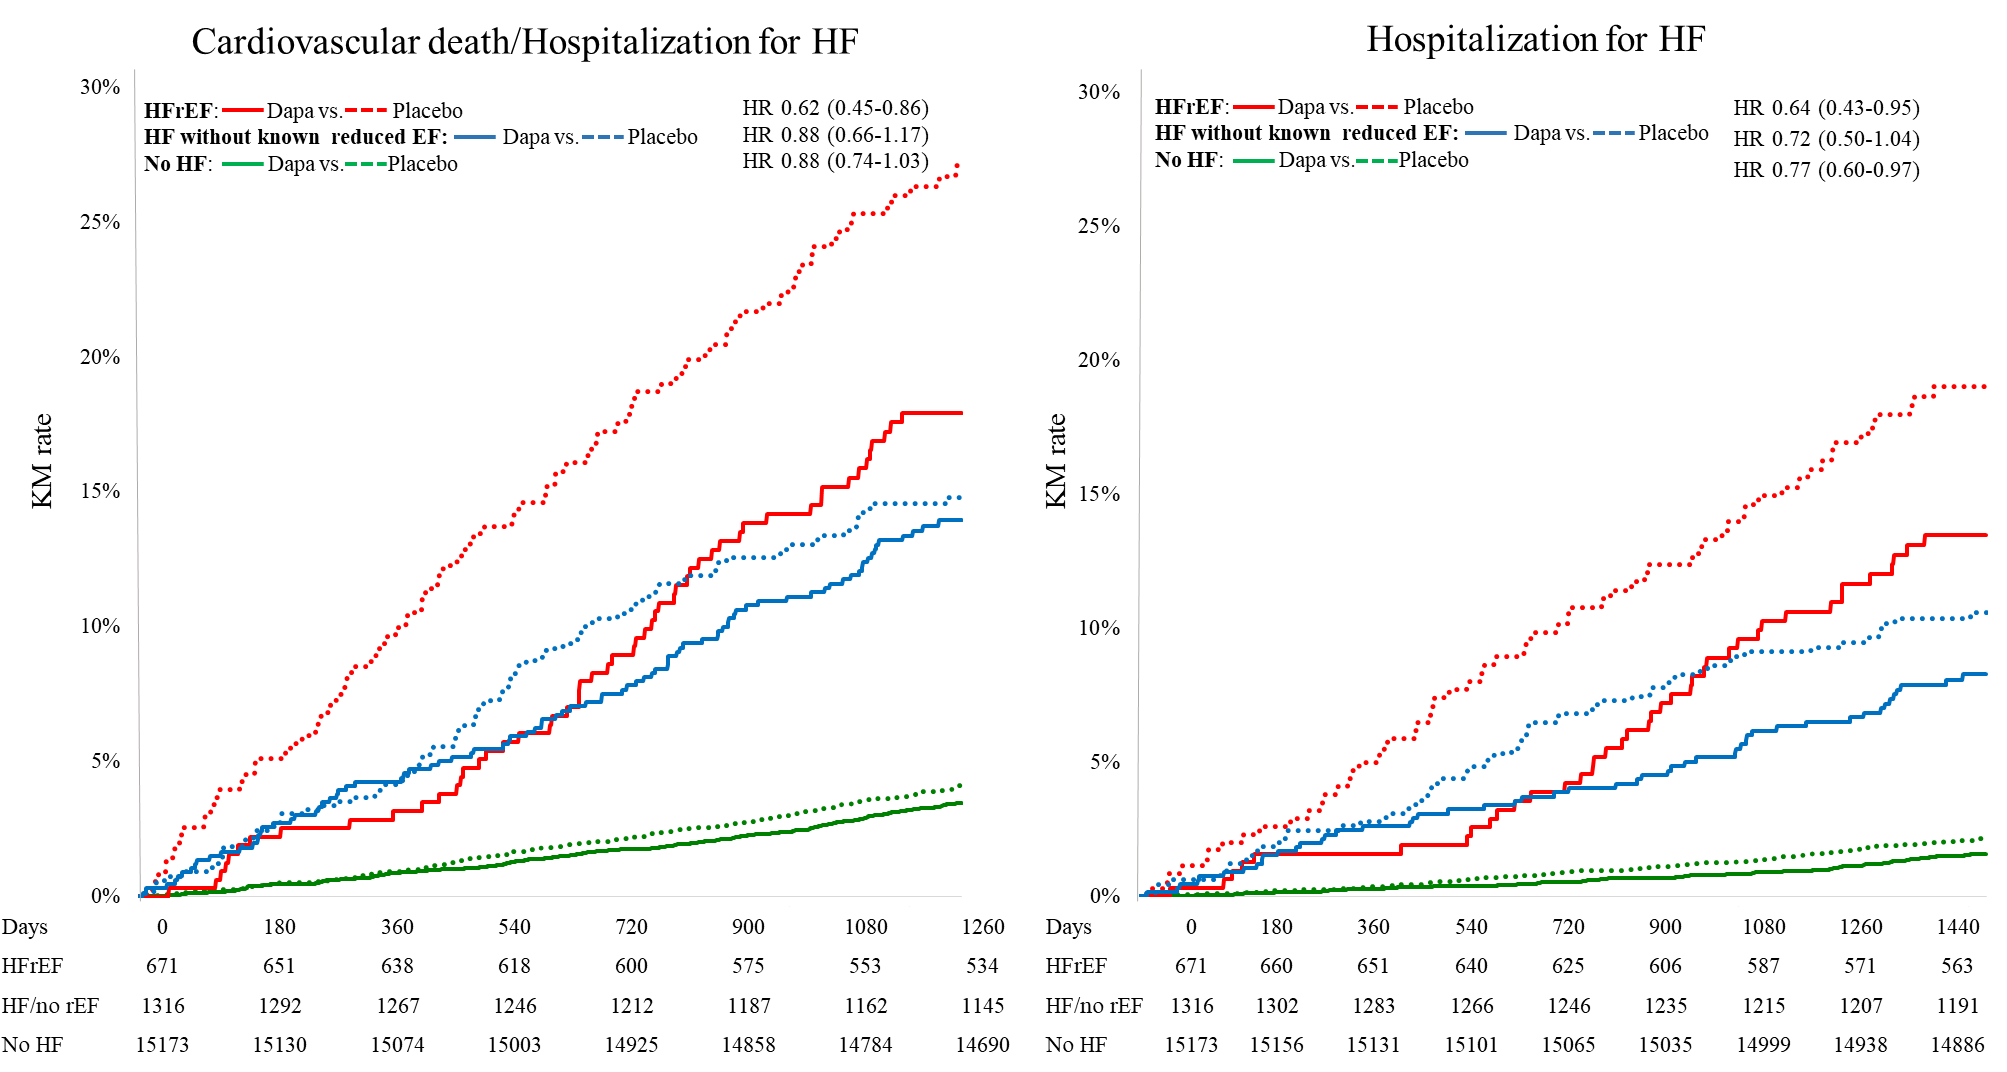 Cardiovascular death/Hospitalization for HF
30%
HFrEF: Dapa vs. Placebo HR 0.62 (0.45-0.86)
HF without known reduced EF: Dapa vs. Placebo HR 0.88 (0.66-1.17)
No HF: Dapa vs. Placebo HR 0.88 (0.74-1.03)
25%
20%
15%
10%
5%
0%
KM rate
Days 0 180 360 540 720 900 1080 1260
HFrEF 671 651 638 618 600 575 553 534
HF/no rEF 1316 1292 1267 1246 1212 1187 1162 1145
No HF 15173 15130 15074 15003 14925 14858 14784 14690
Hospitalization for HF
30%
HFrEF: Dapa vs. Placebo HR 0.64 (0.43-0.95)
HF without known reduced EF: Dapa vs. Placebo HR 0.72 (0.50-1.04)
No HF: Dapa vs. Placebo HR 0.77 (0.60-0.97)
25%
20%
15%
10%
5%
0%
KM rate
Days 0 180 360 540 720 900 1080 1260 1440
HFrEF 671 660 651 640 625 606 587 571 563
HF/no rEF 1316 1302 1283 1266 1246 1235 1215 1207 1191
No HF 15173 15156 15131 15101 15065 15035 14999 14938 14886